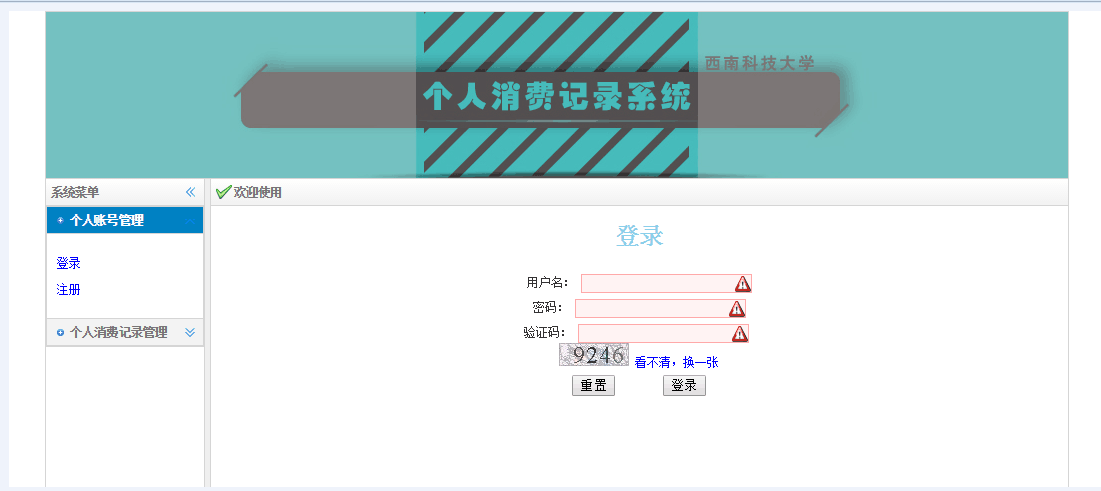 西南科技大学
个人消费记录系统
系统菜单
个人账号管理
登录
注册
个人消费记录管理
欢迎使用
登录
用户名：
密码：
验证码：
9246
看不清，换一张
重置 登录